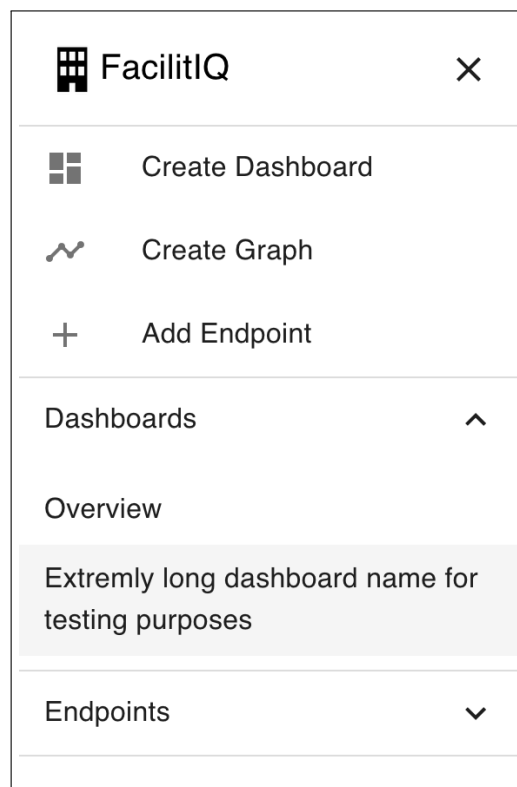 FacilitIQ
Create Dashboard
Create Graph
Add Endpoint
Dashboards
Overview
Extremly long dashboard name for
testing purposes
Endpoints